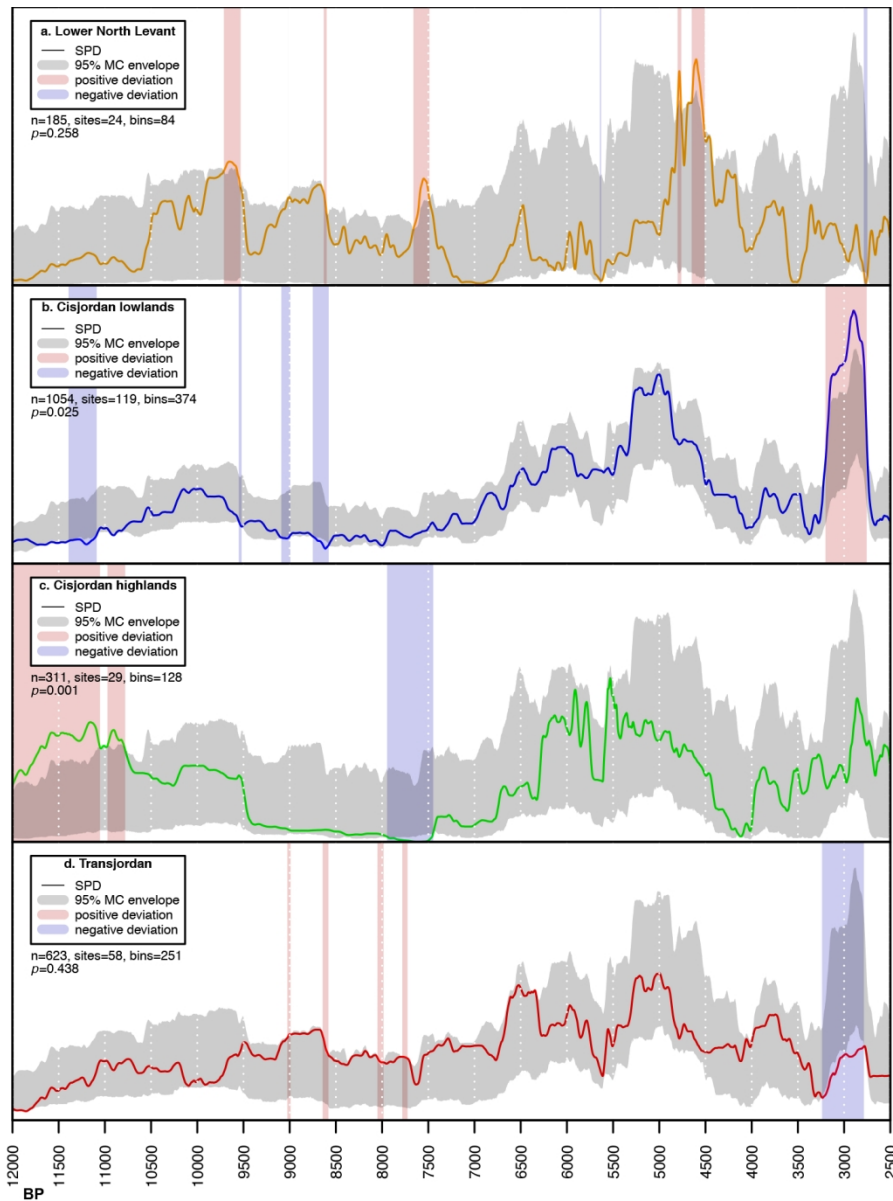 a. Lower North Levant
SPD
95% MC envelope
positive deviation
negative deviation
n=185, sites=24, bins=84
p=0.258
b. Cisjordan lowlands
SPD
95% MC envelope
positive deviation
negative deviation
n=1054, sites=119, bins=374
p=0.025
c. Cisjordan highlands
SPD
95% MC envelope
positive deviation
negative deviation
n=311, sites=29, bins=128
p=0.001
d. Transjordan
SPD
95% MC envelope
positive deviation
negative deviation
n=623, sites=58, bins=251
p=0.438
12000 11500 11000 10500 10000 9500 9000 8500 8000 7500 7000 6500 6000 5500 5000 4500 4000 3500 3000 2500
BP